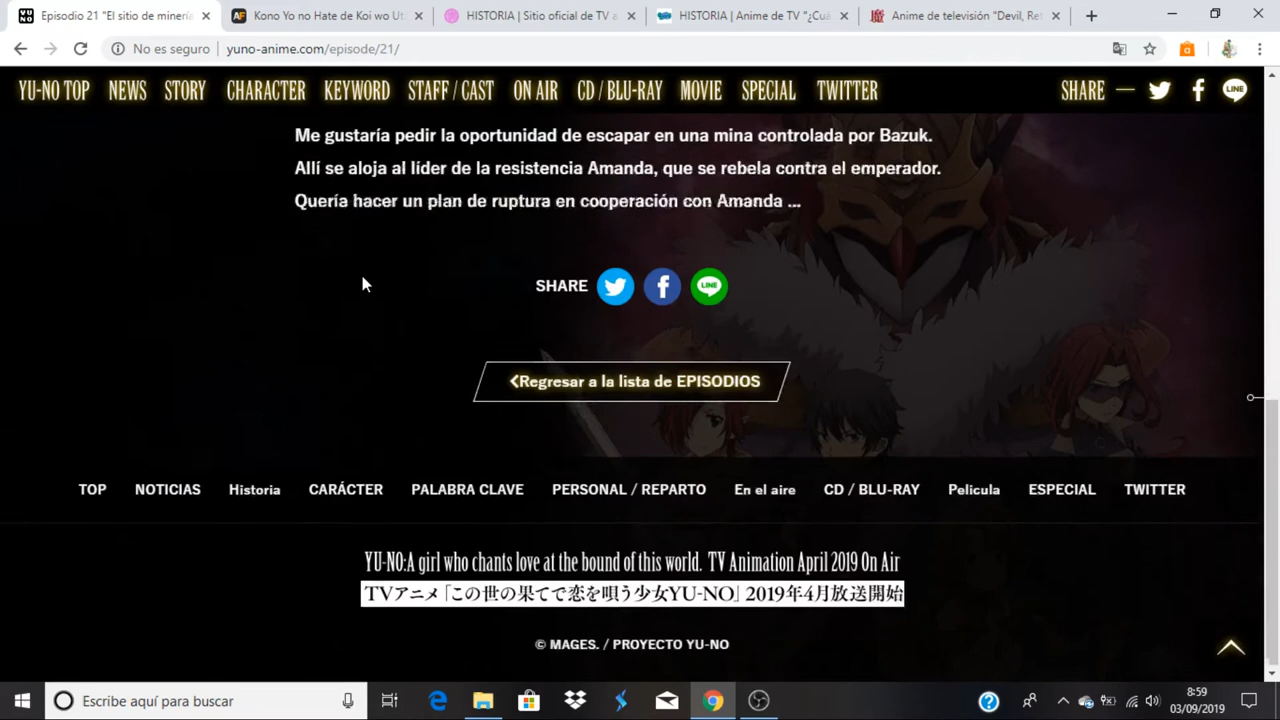 Episodio 21 "El sitio de minería
Kono Yo no Hate de Koi wo Ut
HISTORIA | Sitio oficial de TV a
HISTORIA | Anime de TV "¿Cuá
Anime de televisión "Devil, Ret
No es seguro
yuno-anime.com/episode/21/
YU-NO TOP NEWS STORY CHARACTER KEYWORD STAFF / CAST ON AIR CD / BLU-RAY MOVIE SPECIAL TWITTER SHARE LINE
Me gustaría pedir la oportunidad de escapar en una mina controlada por Bazuk.
Allí se aloja al líder de la resistencia Amanda, que se rebela contra el emperador.
Quería hacer un plan de ruptura en cooperación con Amanda ...
SHARE LINE
Regresar a la lista de EPISODIOS
TOP NOTICIAS Historia CARÁCTER PALABRA CLAVE PERSONAL / REPARTO En el aire CD / BLU-RAY Pelicula ESPECIAL TWITTER
YU-NO:A girl who chants love at the bound of this world. TV Animation April 2019 On Air
TVアニメ「この世の果てで恋を唄う少女YU-NO」2019年4月放送開始
© MAGES. / PROYECTO YU-NO
Escribe aquí para buscar
8:59
03/09/2019